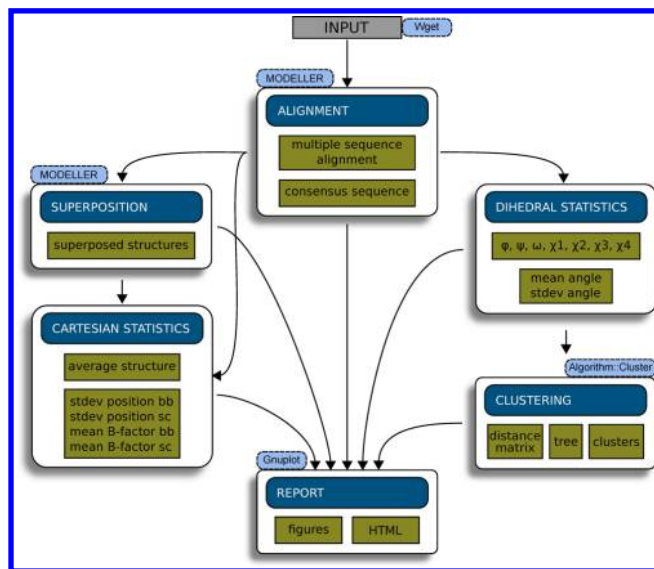 INPUT
Wget
MODELLER
ALIGNMENT
multiple sequence
alignment
consensus sequence
MODELLER
SUPERPOSITION
superposed structures
DIHEDRAL STATISTICS
φ, ψ, ω, χ1, χ2, χ3, χ4
mean angle
stdev angle
CARTESIAN STATISTICS
average structure
stdev position bb
stdev position sc
mean B-factor bb
mean B-factor sc
Algorithm::Cluster
CLUSTERING
distance
matrix
tree
clusters
Gnuplot
REPORT
figures
HTML